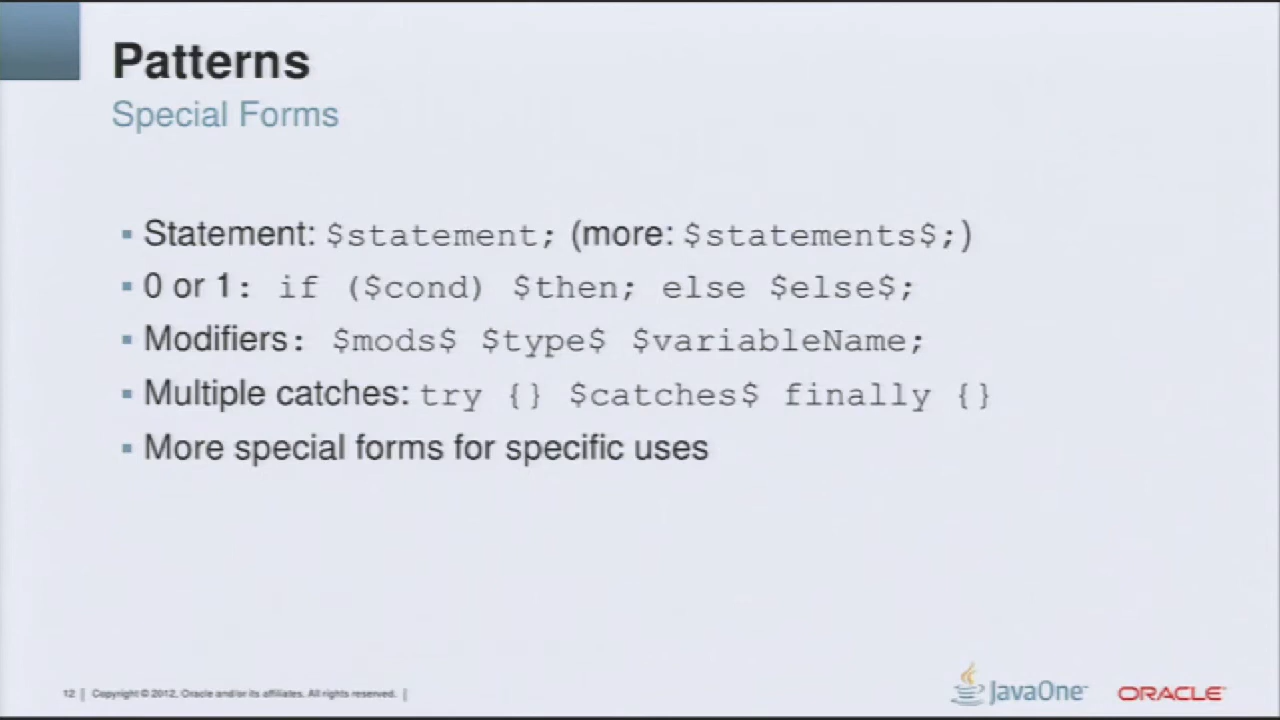 Patterns
Special Forms
▪ Statement: $statement; (more: $statements$;)
▪ 0 or 1: if ($cond) $then; else $else$;
▪ Modifiers: $mods$ $type$ $variableName;
▪ Multiple catches: try {} $catches$ finally {}
▪ More special forms for specific uses
12 | Copyright © 2012, Oracle and/or its affiliates. All rights reserved. |
JavaOne™ ORACLE®